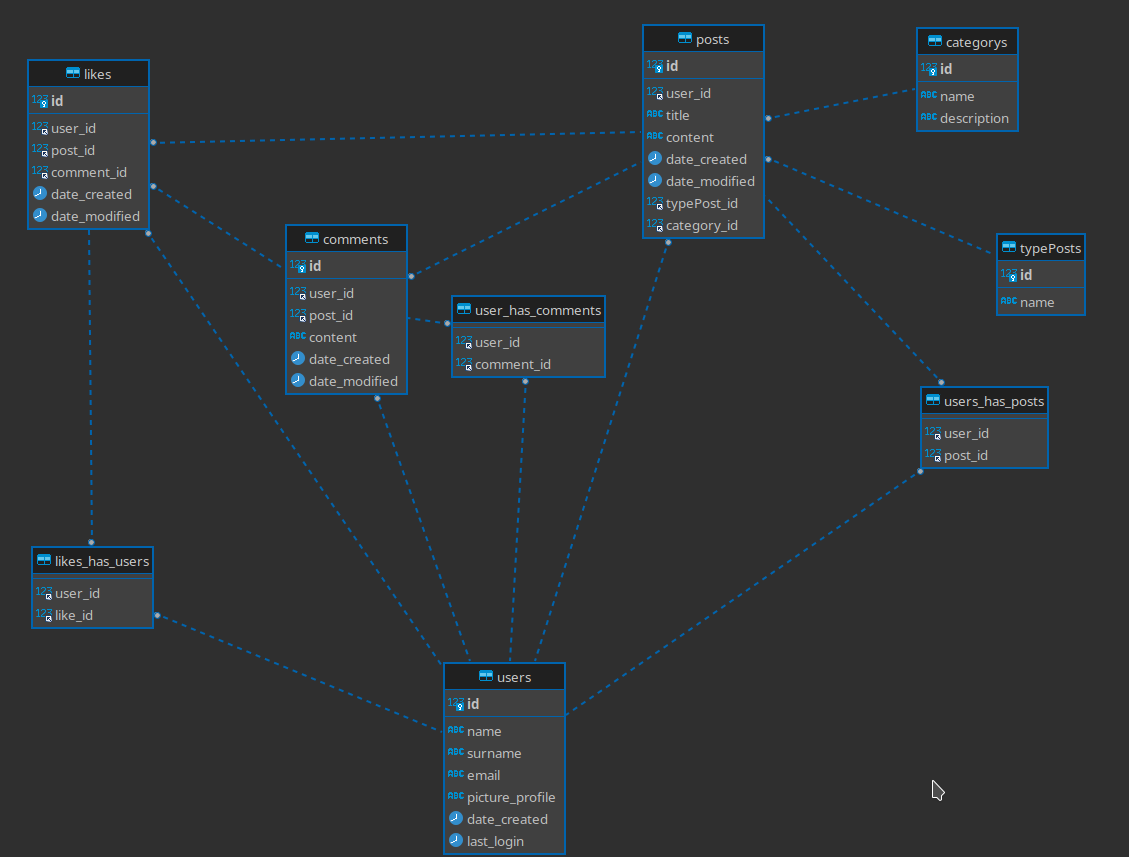 likes
id
user_id
post_id
comment_id
date_created
date_modified
posts
id
user_id
title
content
date_created
date_modified
typePost_id
category_id
categorys
id
name
description
comments
id
user_id
post_id
content
date_created
date_modified
user_has_comments
user_id
comment_id
typePosts
id
name
users_has_posts
user_id
post_id
likes_has_users
user_id
like_id
users
id
name
surname
email
picture_profile
date_created
last_login